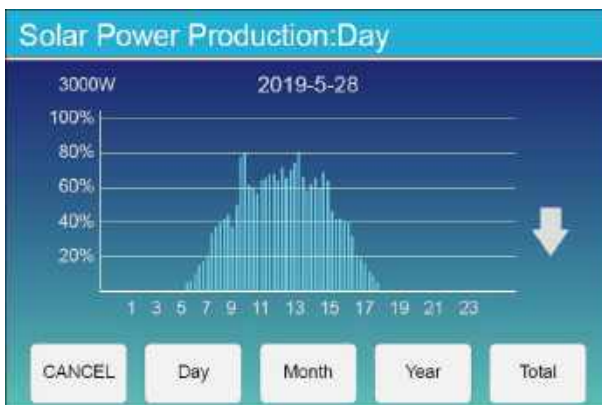 Solar Power Production:Day
3000W 2019-5-28
100%
80%
60%
40%
20%
1 3 5 7 9 11 13 15 17 19 21 23
CANCEL Day Month Year Total